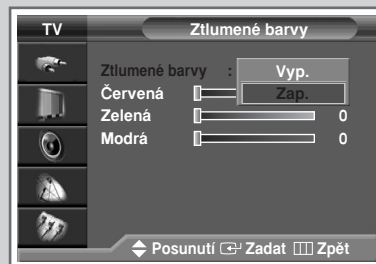 TV Ztlumené barvy
Ztlumené barvy : Vyp.
Červená Zap.
Zelená 0
Modrá 0
Posunutí Zadat Zpět